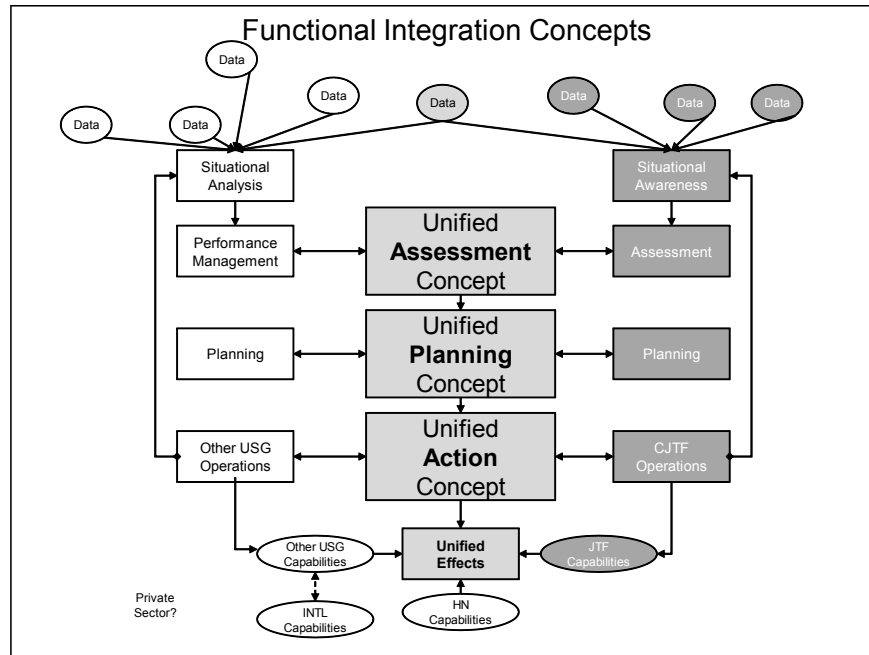 Functional Integration Concepts
Data
Data
Data
Data
Data
Data
Data
Data
Situational
Analysis
Situational
Awareness
Performance
Management
Unified
Assessment
Concept
Assessment
Planning
Unified
Planning
Concept
Planning
Other USG
Operations
Unified
Action
Concept
CJTF
Operations
Other USG
Capabilities
Unified
Effects
JTF
Capabilities
Private
Sector?
INTL
Capabilities
HN
Capabilities